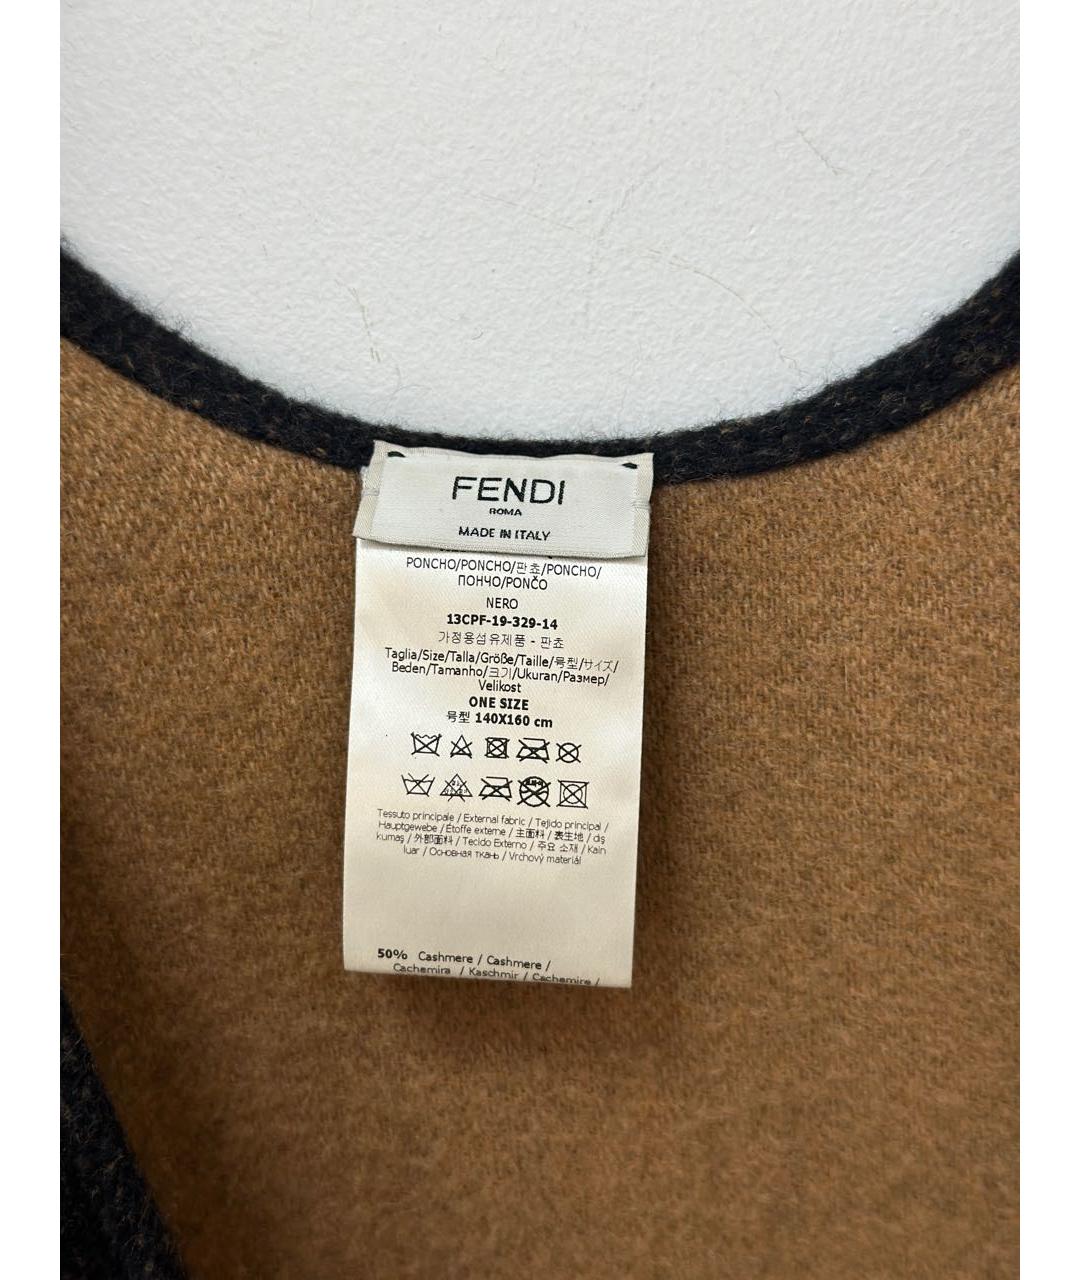 FENDI
ROMA
MADE IN ITALY
PONCHO/PONCHO/판쵸/PONCHO/
ПОНЧО/PONČO
NERO
13CPF-19-329-14
가정용섬유제품 - 판쵸
Taglia/Size/Talla/Größe/Taille/号型/サイズ/
Beden/Tamanho/크기/Ukuran/Размер/
Velikost
ONE SIZE
号型 140X160 cm
Tessuto principale / External fabric / Tejido principal /
Hauptgewebe / Étoffe externe / 主面料 / 表生地 / dış
kumaş / 外部面料 / Tecido Externo / 주요 소재 / Kain
luar / Основная ткань / Vrchový materiál
50% Cashmere / Cashmere /
Cachemira / Kaschmir / Cachemire /